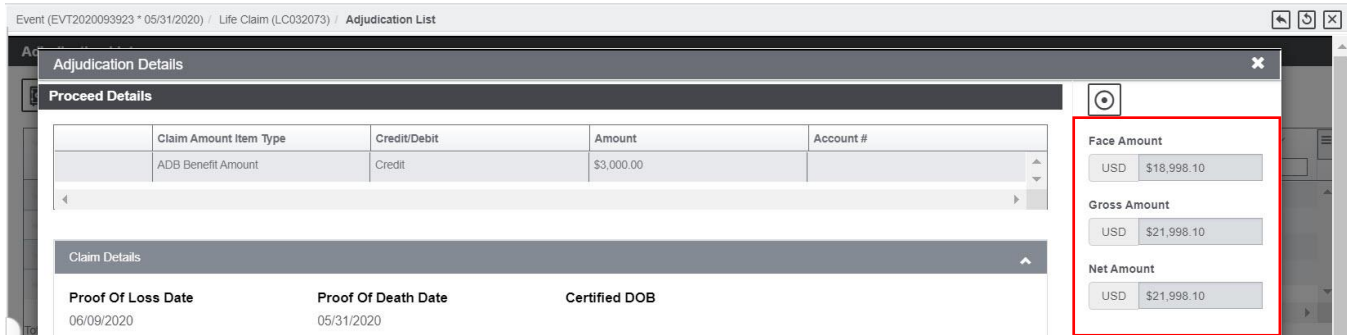 Event (EVT2020093923 * 05/31/2020) / Life Claim (LC032073) / Adjudication List
Adjudication Details
Proceed Details
Claim Amount Item Type Credit/Debit Amount Account #
ADB Benefit Amount Credit $3,000.00
Face Amount
USD $18,998.10
Gross Amount
USD $21,998.10
Net Amount
USD $21,998.10
Claim Details
Proof Of Loss Date Proof Of Death Date Certified DOB
06/09/2020 05/31/2020